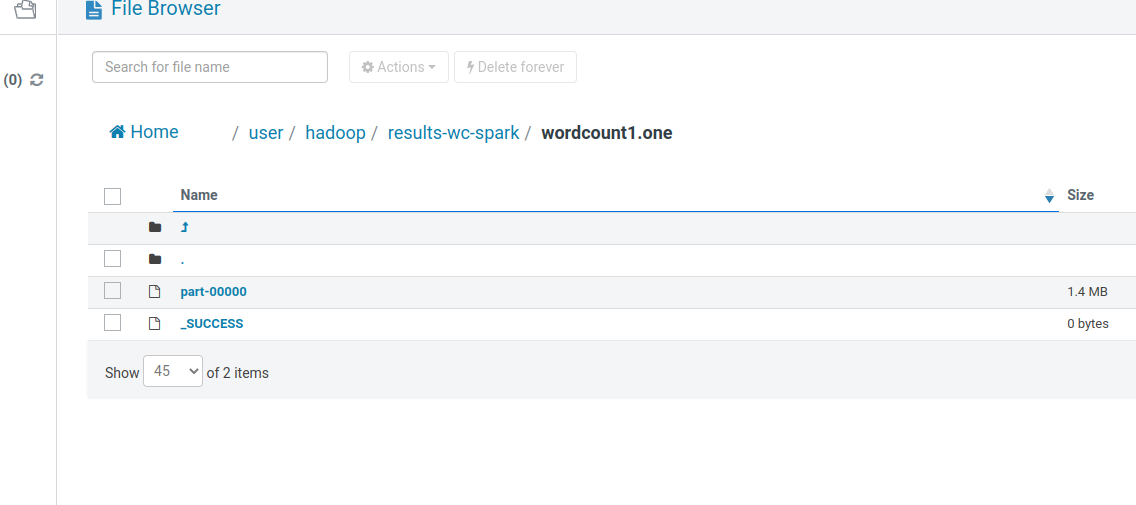 File Browser
(0)
Search for file name Actions Delete forever
Home / user / hadoop / results-wc-spark / wordcount1.one
Name Size
.
part-00000 1.4 MB
_SUCCESS 0 bytes
Show 45 of 2 items